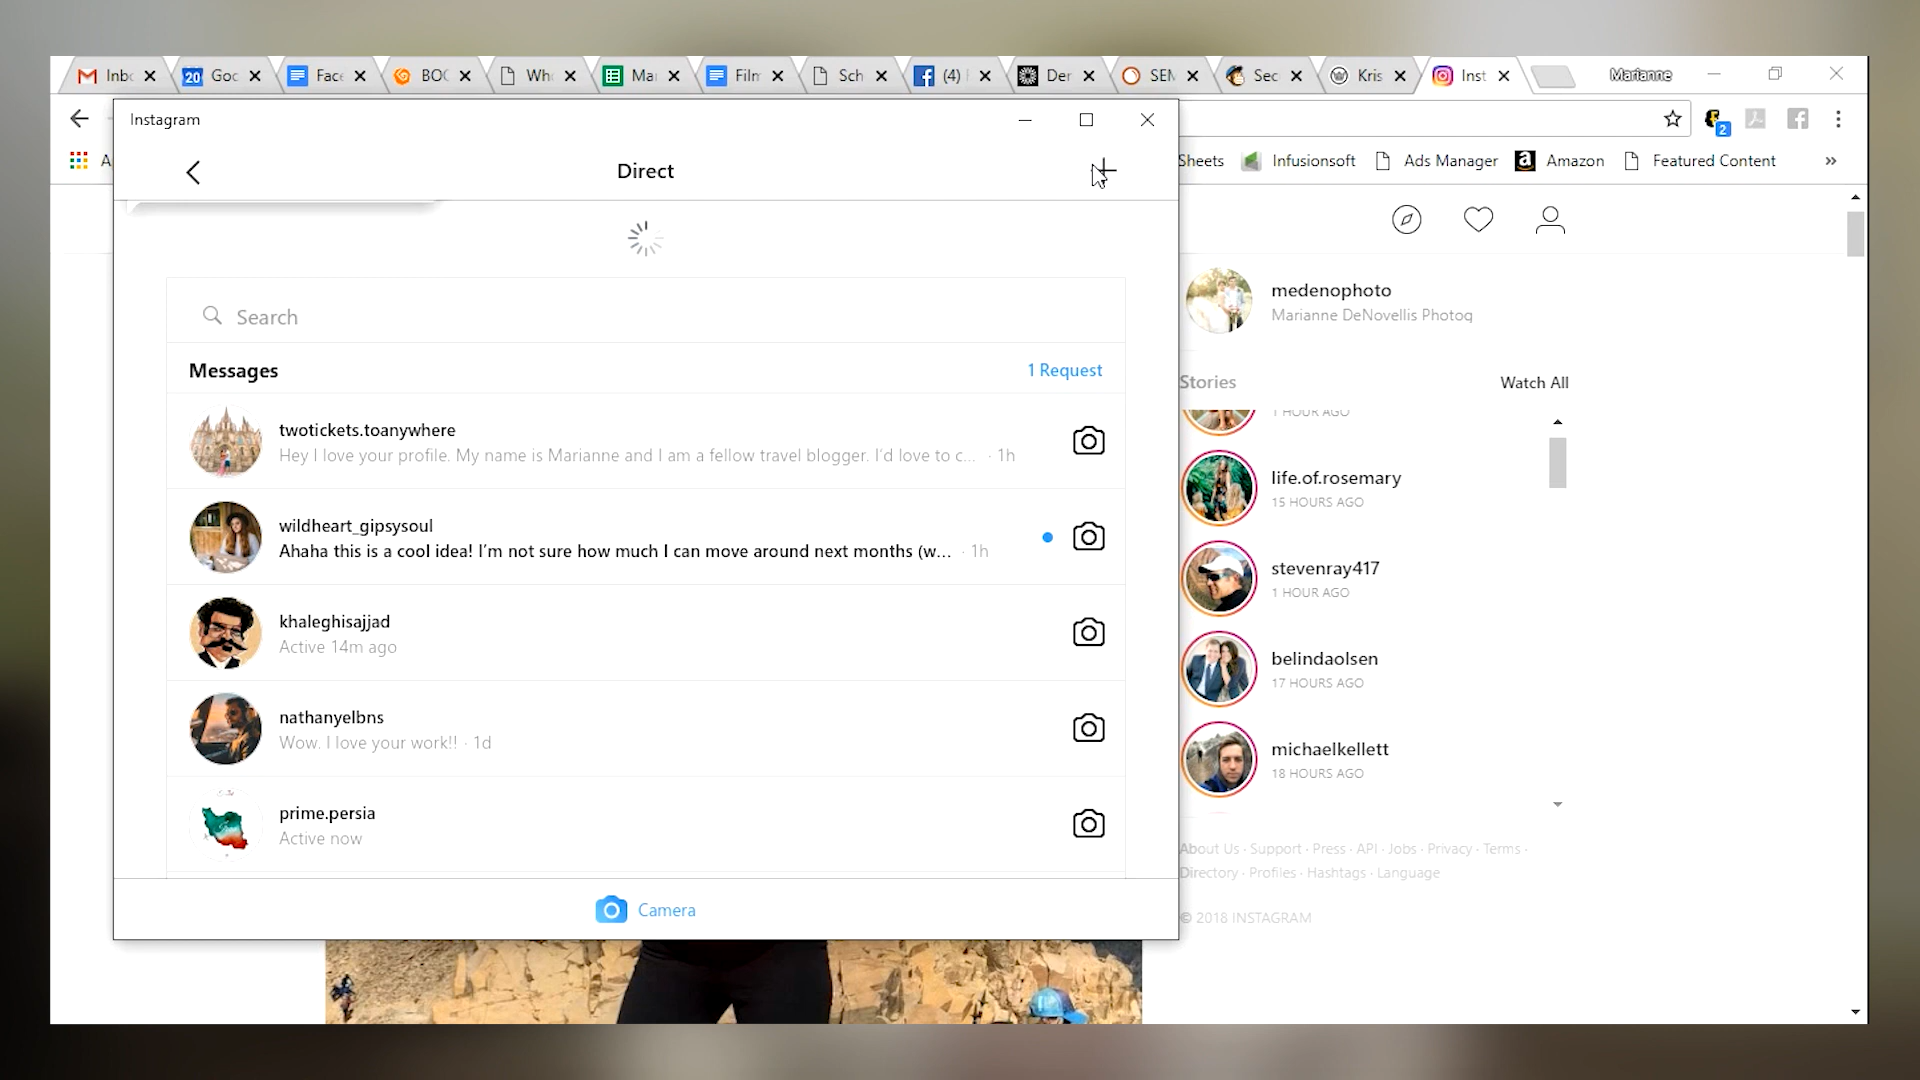 Inbo
20 Goo
Face
BOO
Who
Mar
Film
Sch
(4)
Der
SEM
Sec
Kris
Inst
Marianne
Instagram
2
Direct
Sheets Infusionsoft Ads Manager Amazon Featured Content »
Search
Messages 1 Request
twotickets.toanywhere
Hey I love your profile. My name is Marianne and I am a fellow travel blogger. I'd love to c... · 1h
wildheart_gipsysoul
Ahaha this is a cool idea! I'm not sure how much I can move around next months (w... · 1h
khaleghisajjad
Active 14m ago
nathanyelbns
Wow. I love your work!! · 1d
prime.persia
Active now
Camera
medenophoto
Marianne DeNovellis Photog
Stories Watch All
1 HOUR AGO
life.of.rosemary
15 HOURS AGO
stevenray417
1 HOUR AGO
belindaolsen
17 HOURS AGO
michaelkellett
18 HOURS AGO
About Us · Support · Press · API · Jobs · Privacy · Terms ·
Directory · Profiles · Hashtags · Language
© 2018 INSTAGRAM